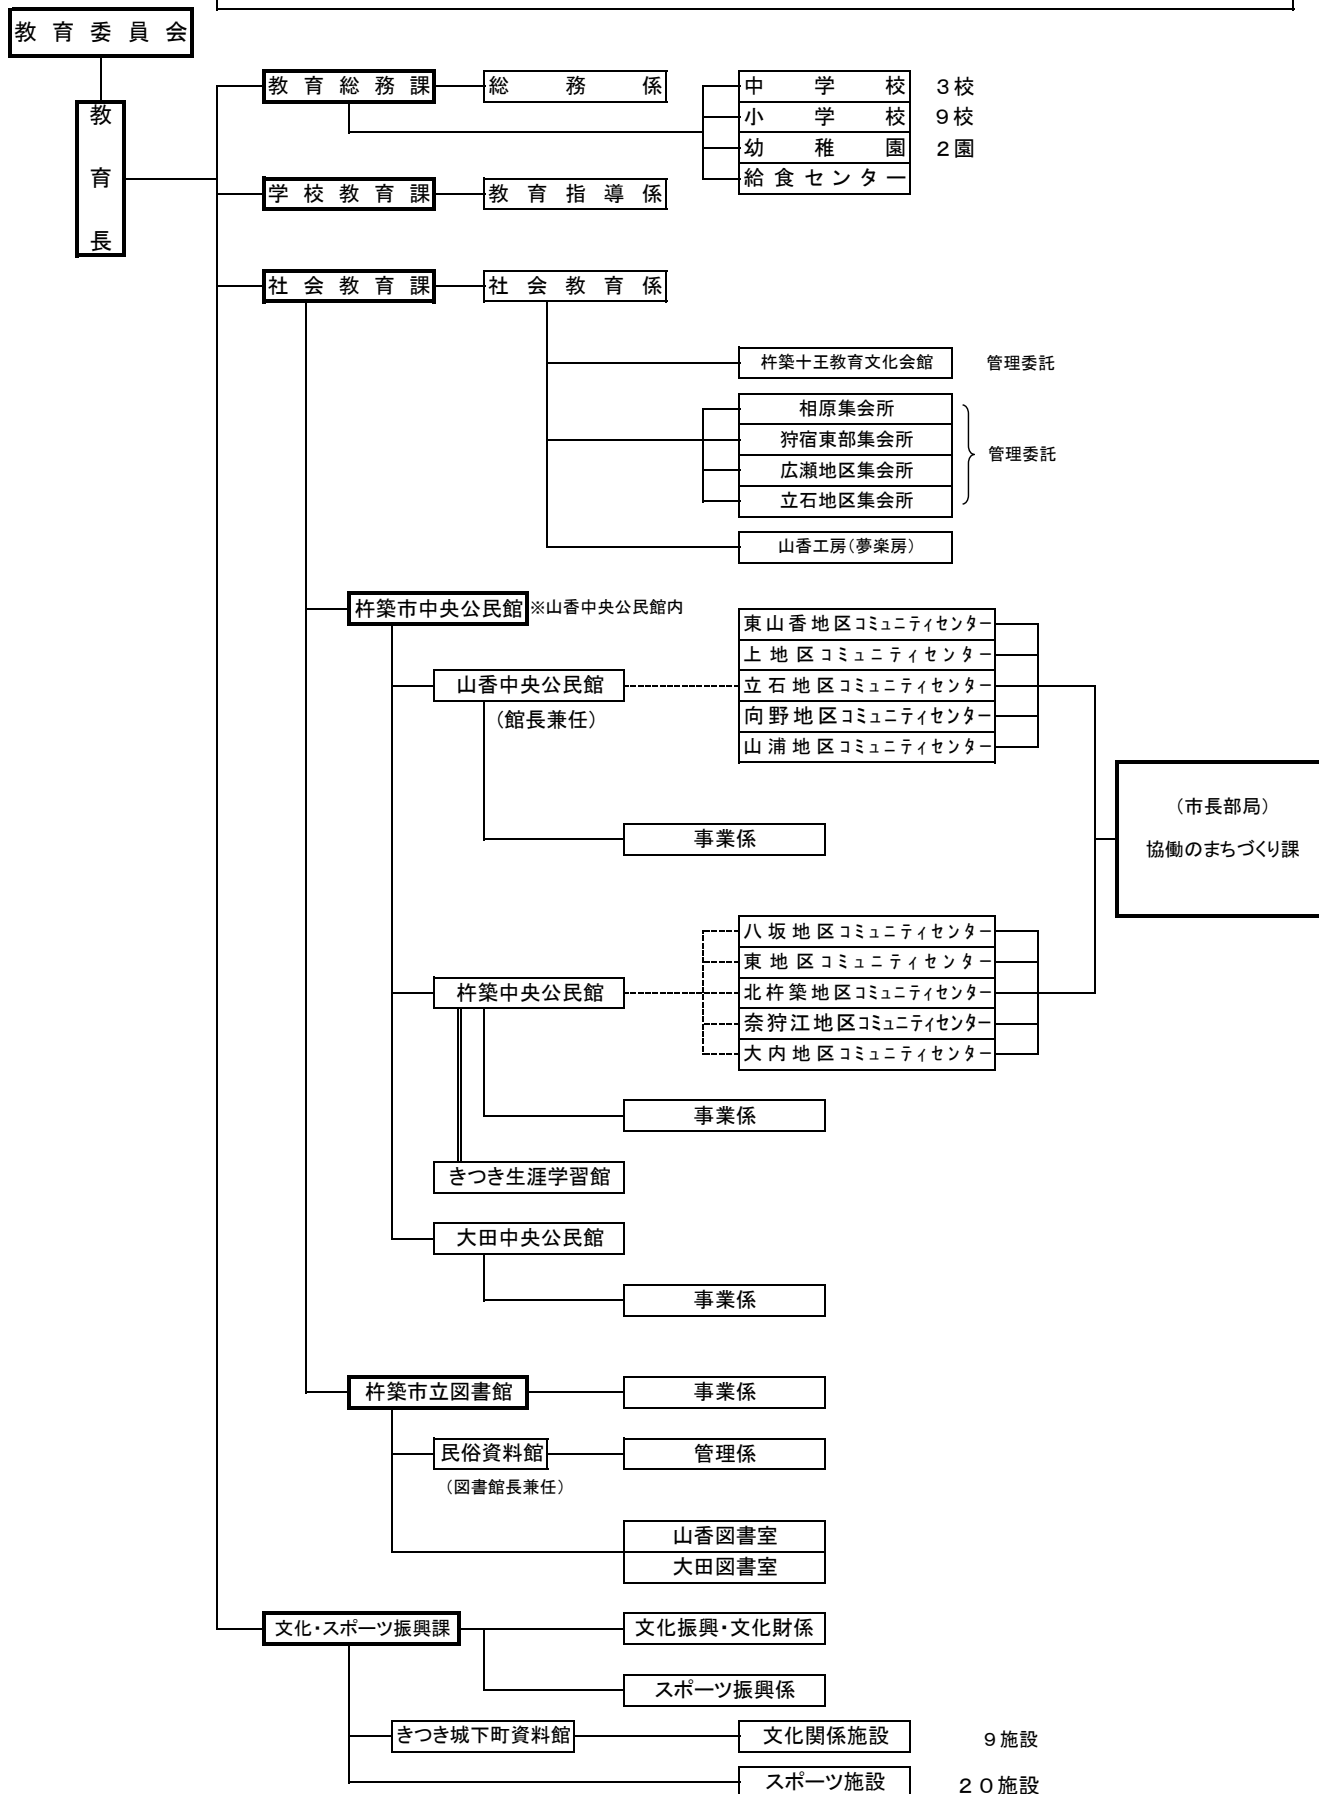 教育委員会
教育長
教育総務課 総務係 中学校 3校
小学校 9校
幼稚園 2園
給食センター
学校教育課 教育指導係
社会教育課 社会教育係
杵築十王教育文化会館 管理委託
相原集会所
狩宿東部集会所
広瀬地区集会所
立石地区集会所
管理委託
山香工房(夢楽房)
杵築市中央公民館 ※山香中央公民館内
東山香地区コミュニティセンター
上地区コミュニティセンター
山香中央公民館 立石地区コミュニティセンター
(館長兼任) 向野地区コミュニティセンター
山浦地区コミュニティセンター
(市長部局)
協働のまちづくり課
事業係
八坂地区コミュニティセンター
東地区コミュニティセンター
杵築中央公民館 北杵築地区コミュニティセンター
奈狩江地区コミュニティセンター
大内地区コミュニティセンター
事業係
きつき生涯学習館
大田中央公民館
事業係
杵築市立図書館 事業係
民俗資料館 管理係
(図書館長兼任)
山香図書室
大田図書室
文化・スポーツ振興課 文化振興・文化財係
スポーツ振興係
きつき城下町資料館 文化関係施設 9施設
スポーツ施設 20施設